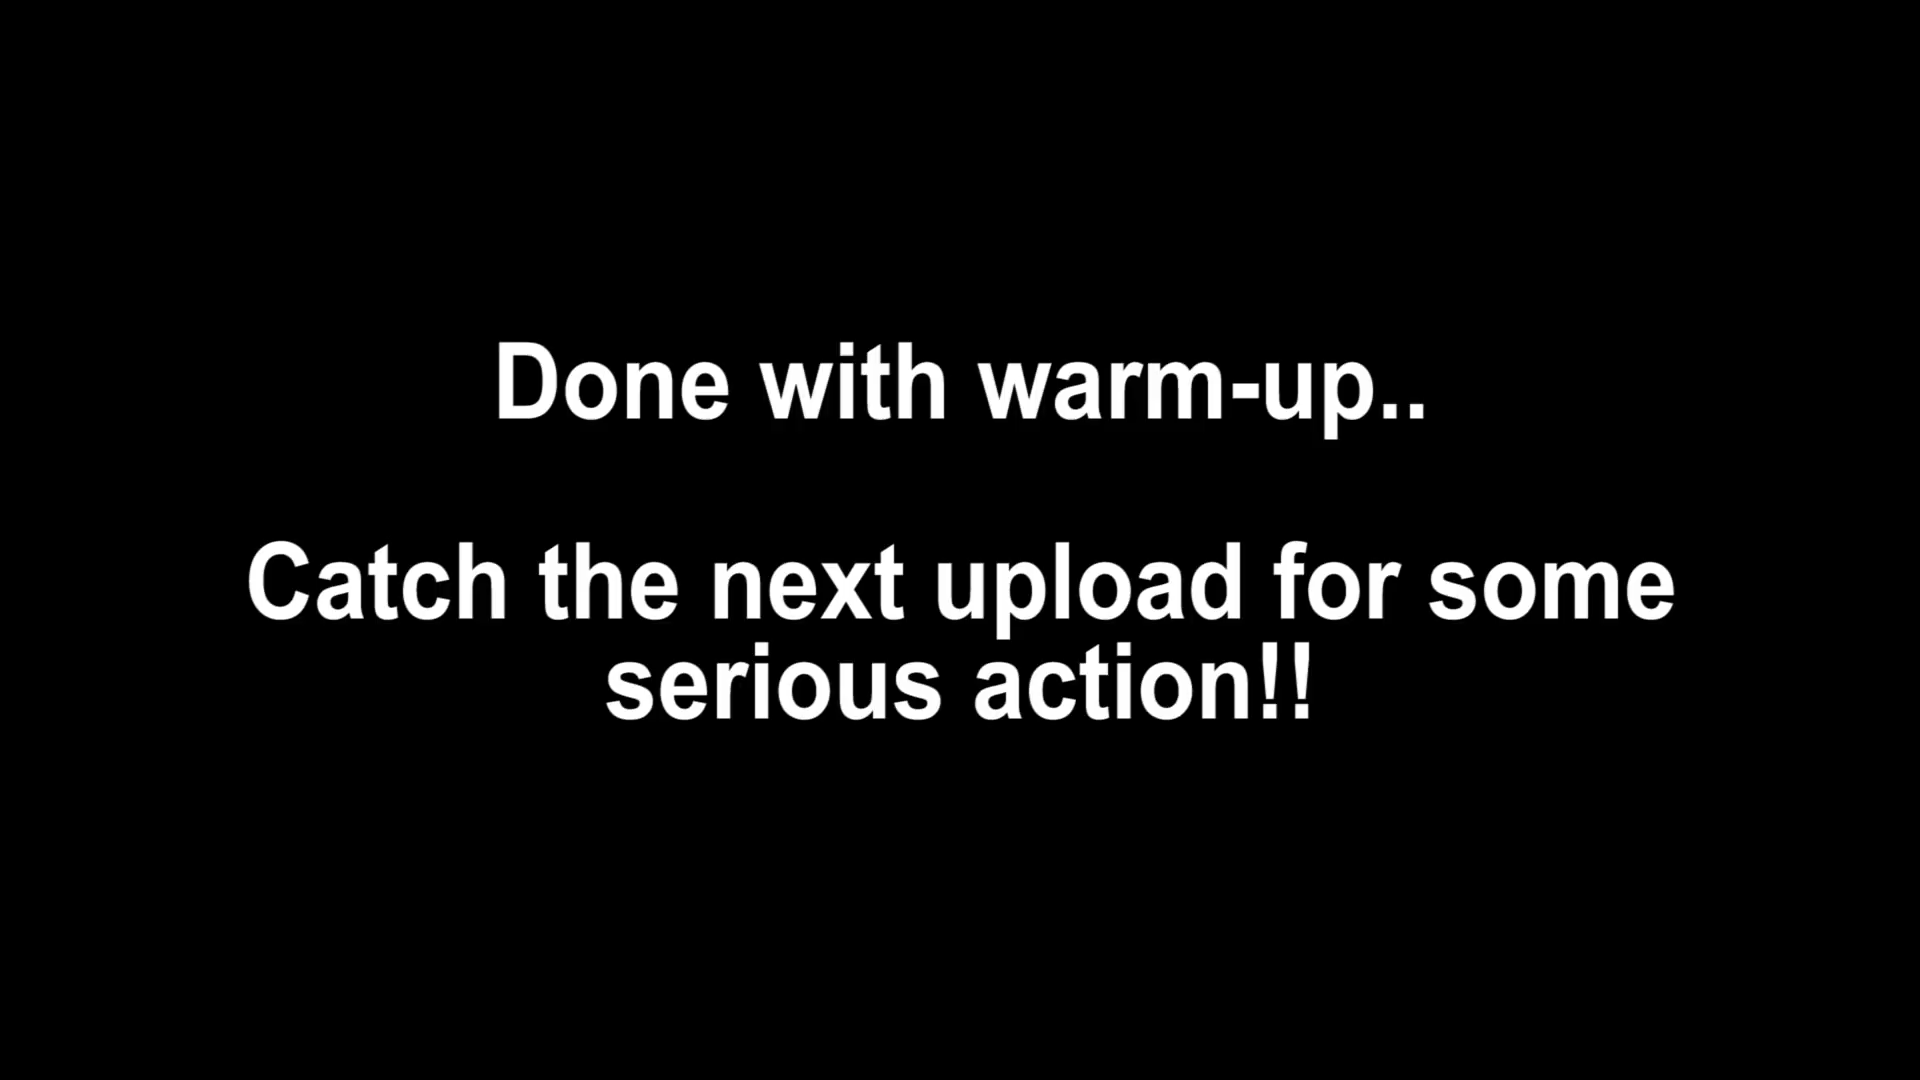 Done with warm-up..
Catch the next upload for some
serious action!!